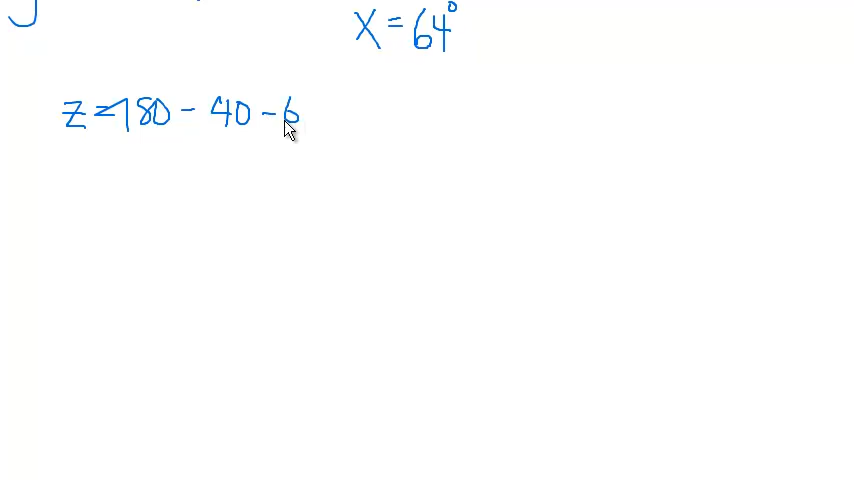 x = 64°
z = 180 - 40 - 6